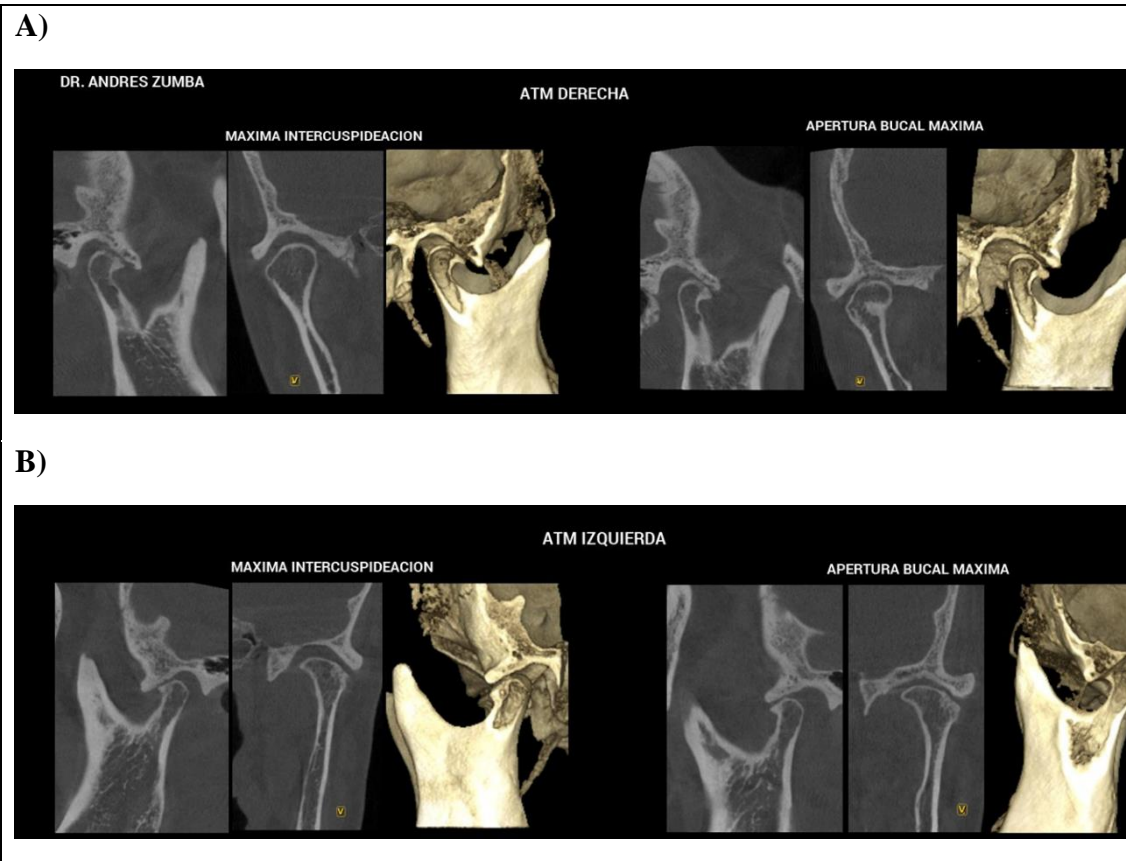 A)
DR. ANDRES ZUMBA
ATM DERECHA
MAXIMA INTERCUSPIDEACION
APERTURA BUCAL MAXIMA
V
V
B)
ATM IZQUIERDA
MAXIMA INTERCUSPIDEACION
APERTURA BUCAL MAXIMA
V
V